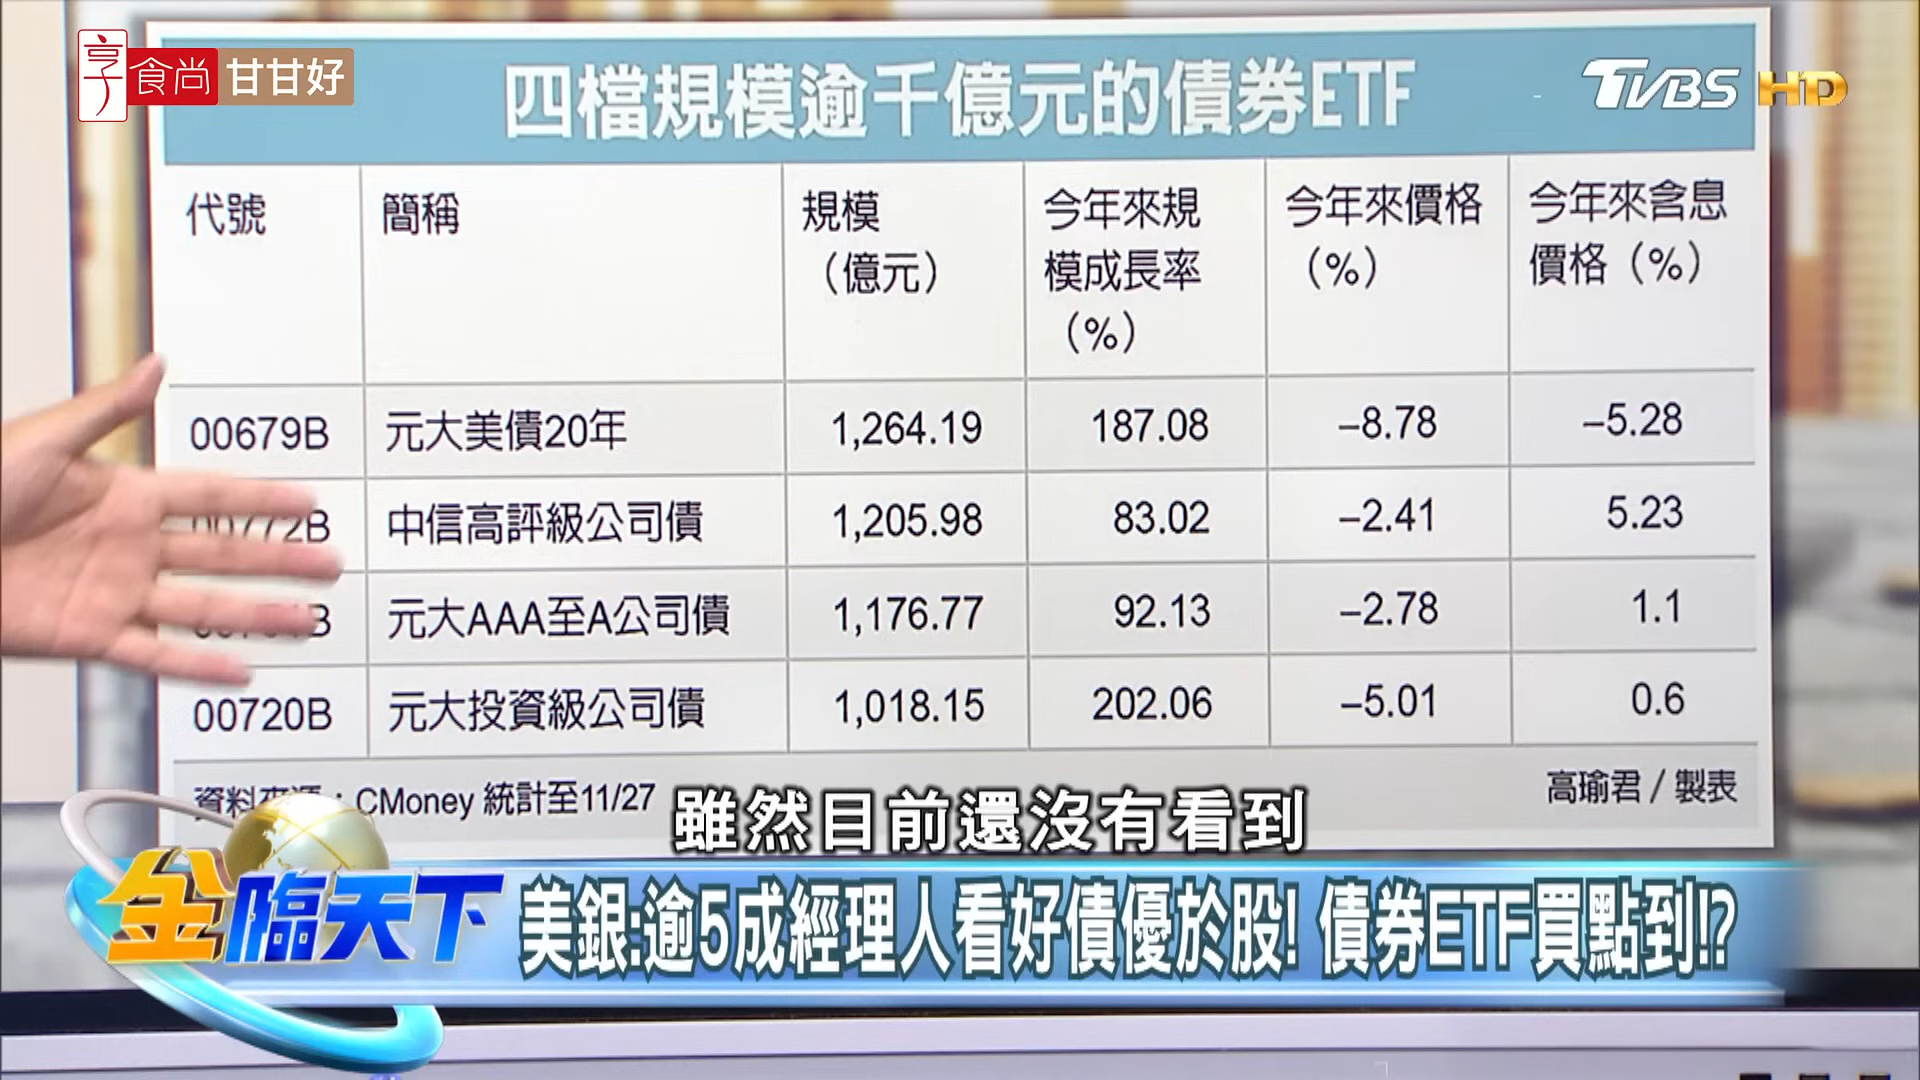 享 食尚 甘甘好
四檔規模逾千億元的債券ETF
TVBS HD
代號 簡稱 規模（億元） 今年來規模成長率（%） 今年來價格（%） 今年來含息價格（%）
00679B 元大美債20年 1,264.19 187.08 –8.78 –5.28
00772B 中信高評級公司債 1,205.98 83.02 –2.41 5.23
元大AAA至A公司債 1,176.77 92.13 –2.78 1.1
00720B 元大投資級公司債 1,018.15 202.06 –5.01 0.6
資料來源：CMoney 統計至11/27 高瑜君/製表
雖然目前還沒有看到
金臨天下
美銀:逾5成經理人看好債優於股! 債券ETF買點到!?